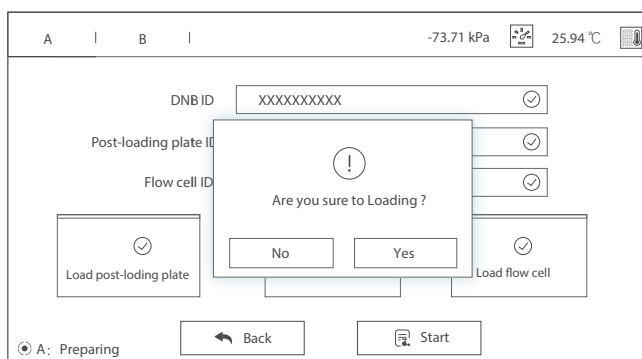 A | B |
-73.71 kPa
25.94 ℃
DNB ID XXXXXXXXXX
Post-loading plate ID
Flow cell ID
Are you sure to Loading ?
No Yes
Load post-loding plate
Load flow cell
Back Start
A: Preparing